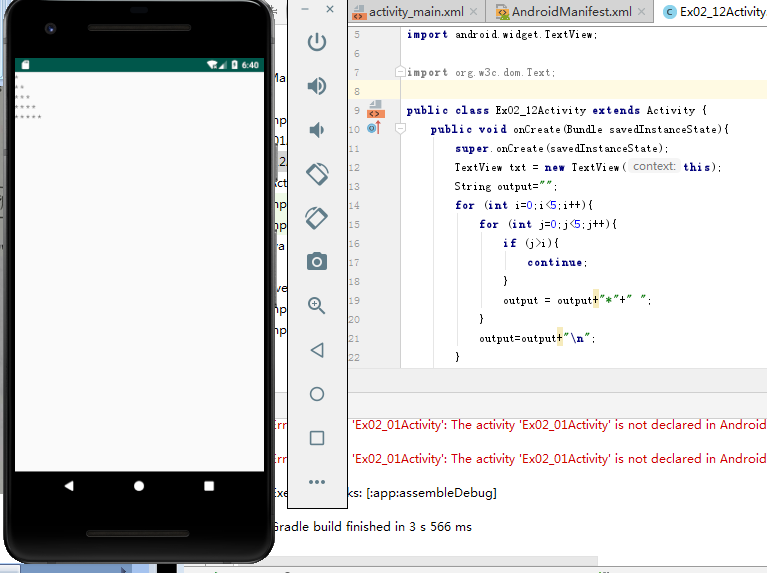 6:40
*
* *
* * *
* * * *
* * * * *
activity_main.xml
AndroidManifest.xml
Ex02_12Activity
5 import android.widget.TextView;
6
7 import org.w3c.dom.Text;
8
9 public class Ex02_12Activity extends Activity {
10 public void onCreate(Bundle savedInstanceState){
11 super.onCreate(savedInstanceState);
12 TextView txt = new TextView( context: this);
13 String output="";
14 for (int i=0;i<5;i++){
15 for (int j=0;j<5;j++){
16 if (j>i){
17 continue;
18 }
19 output = output+"*"+" ";
20 }
21 output=output+"\n";
22 }
'Ex02_01Activity': The activity 'Ex02_01Activity' is not declared in Android
'Ex02_01Activity': The activity 'Ex02_01Activity' is not declared in Android
ks: [:app:assembleDebug]
Gradle build finished in 3 s 566 ms